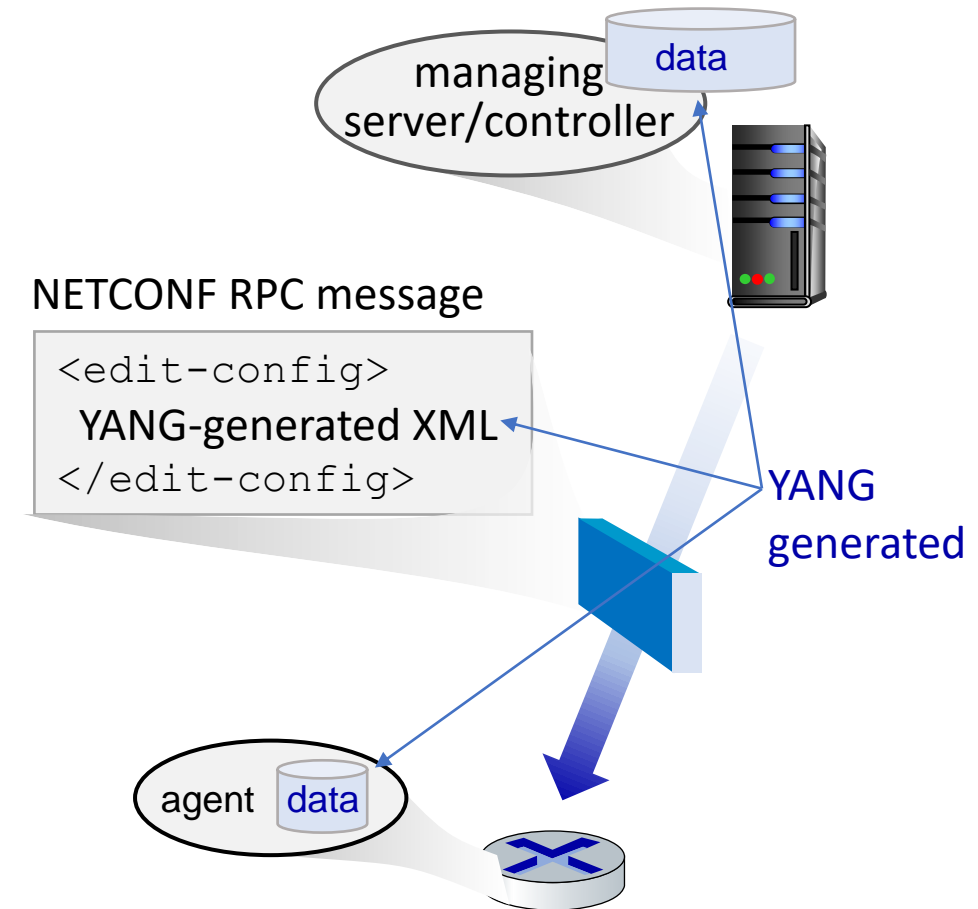 data
managing
server/controller
NETCONF RPC message
<edit-config>
YANG-generated XML
</edit-config>
YANG
generated
agent
data